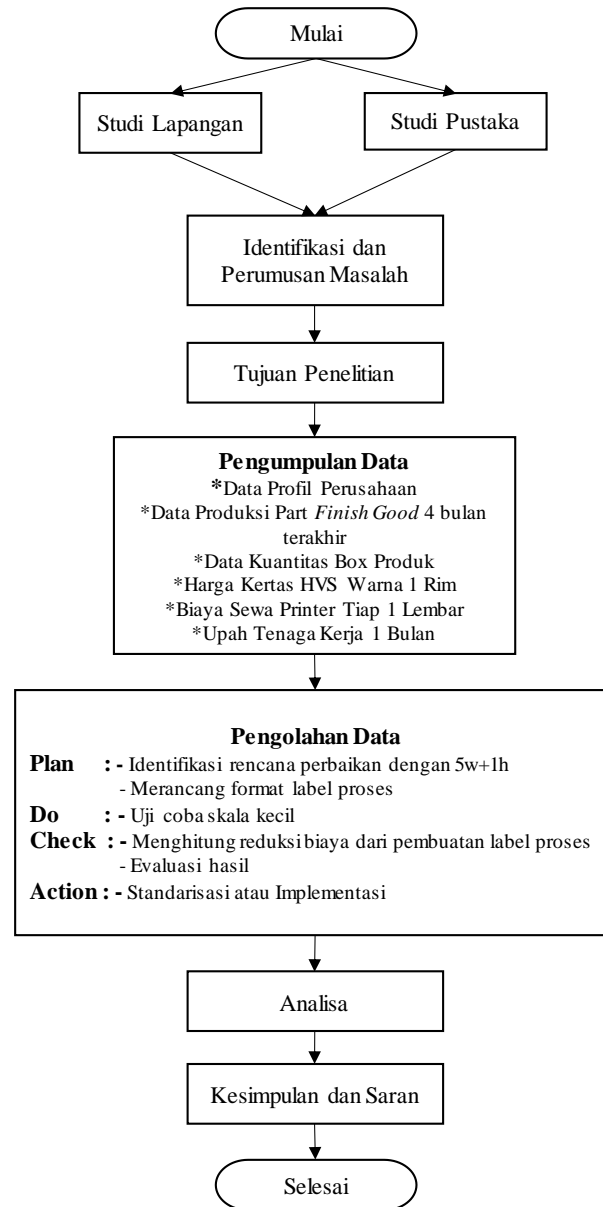 Mulai
Studi Lapangan
Studi Pustaka
Identifikasi dan
Perumusan Masalah
Tujuan Penelitian
Pengumpulan Data
*Data Profil Perusahaan
*Data Produksi Part Finish Good 4 bulan
terakhir
*Data Kuantitas Box Produk
*Harga Kertas HVS Warna 1 Rim
*Biaya Sewa Printer Tiap 1 Lembar
*Upah Tenaga Kerja 1 Bulan
Pengolahan Data
Plan : - Identifikasi rencana perbaikan dengan 5w+1h
- Merancang format label proses
Do : - Uji coba skala kecil
Check : - Menghitung reduksi biaya dari pembuatan label proses
- Evaluasi hasil
Action : - Standarisasi atau Implementasi
Analisa
Kesimpulan dan Saran
Selesai